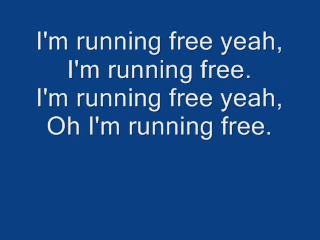 I'm running free yeah,
I'm running free.
I'm running free yeah,
Oh I'm running free.